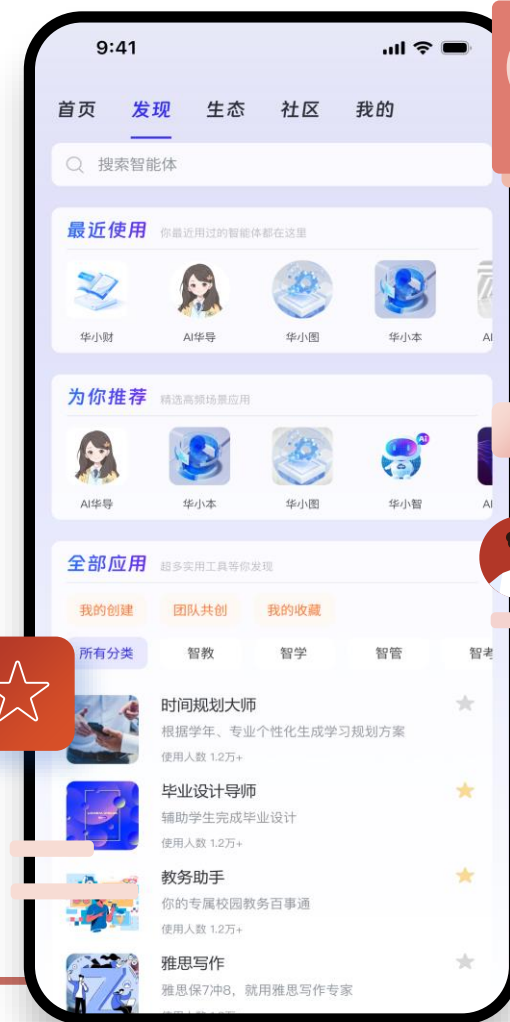 9:41
首页 发现 生态 社区 我的
搜索智能体
最近使用 你最近用过的智能体都在这里
华小财 AI华导 华小图 华小本 AI
为你推荐 精选高频场景应用
AI
AI华导 华小本 华小图 华小智 AI
全部应用 超多实用工具等你发现
我的创建 团队共创 我的收藏
所有分类 智教 智学 智管 智考
时间规划大师
根据学年、专业个性化生成学习规划方案
使用人数 1.2万+
毕业设计导师
辅助学生完成毕业设计
使用人数 1.2万+
教务助手
你的专属校园教务百事通
使用人数 1.2万+
雅思写作
雅思保7冲8，就用雅思写作专家